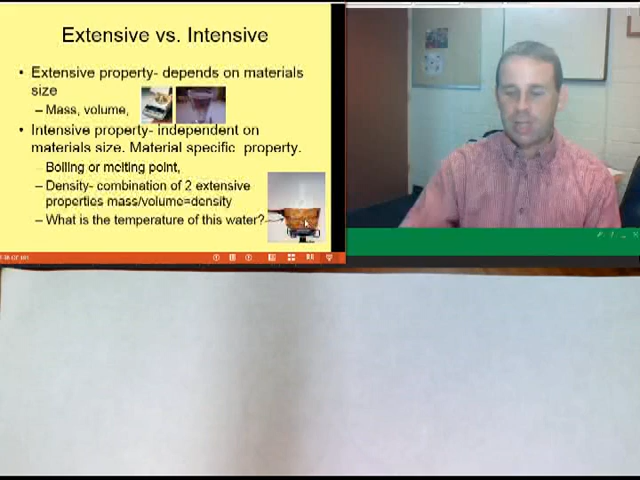 Extensive vs. Intensive
• Extensive property- depends on materials
size
– Mass, volume,
• Intensive property- independent on
materials size. Material specific property.
– Boiling or melting point,
– Density- combination of 2 extensive
properties mass/volume=density
– What is the temperature of this water?